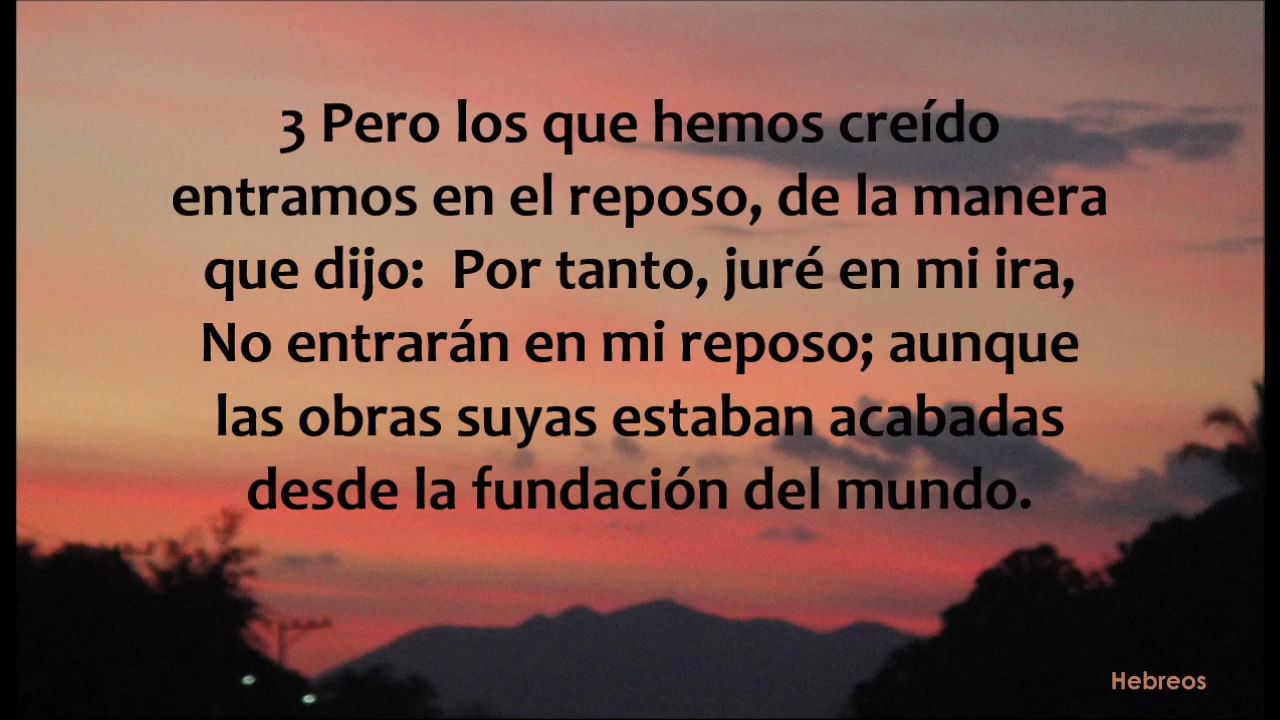 3 Pero los que hemos creído
entramos en el reposo, de la manera
que dijo:  Por tanto, juré en mi ira,
No entrarán en mi reposo; aunque
las obras suyas estaban acabadas
desde la fundación del mundo.
Hebreos